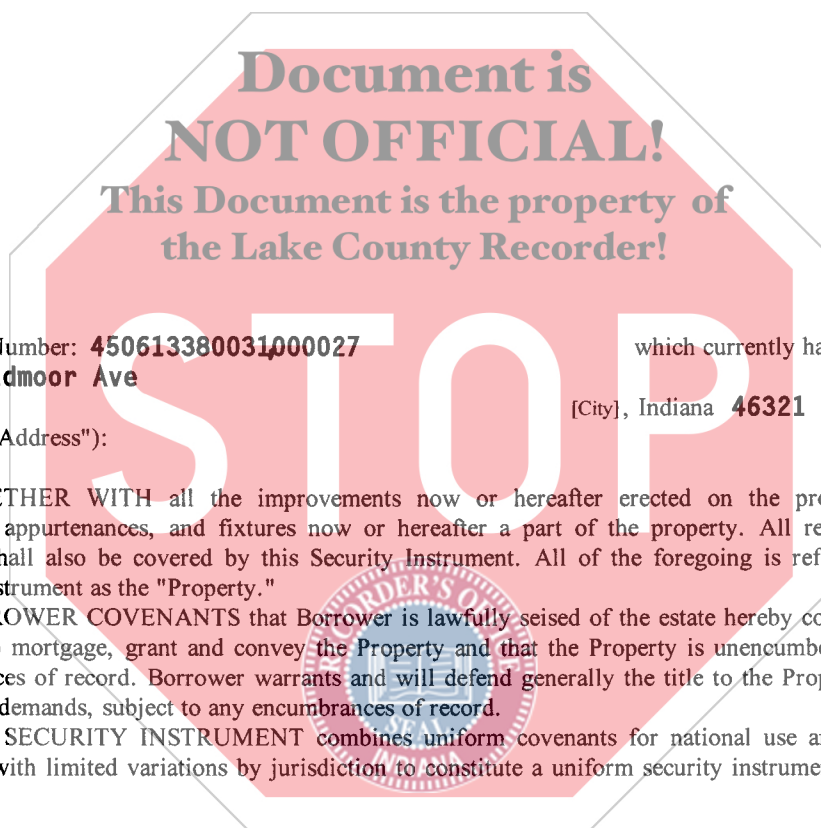 Document is
NOT OFFICIAL!
This Document is the property of
the Lake County Recorder!
STOP
Number: 450613380031000027 which currently ha
dmoor Ave
[City], Indiana 46321
Address"):
ETHER WITH all the improvements now or hereafter erected on the pro
appurtenances, and fixtures now or hereafter a part of the property. All re
hall also be covered by this Security Instrument. All of the foregoing is ref
strument as the "Property."
ROWER COVENANTS that Borrower is lawfully seised of the estate hereby co
mortgage, grant and convey the Property and that the Property is unencumbe
ces of record. Borrower warrants and will defend generally the title to the Prop
demands, subject to any encumbrances of record.
SECURITY INSTRUMENT combines uniform covenants for national use a
with limited variations by jurisdiction to constitute a uniform security instrume
RECORDER'S OFFICE
SEAL
INDIANA